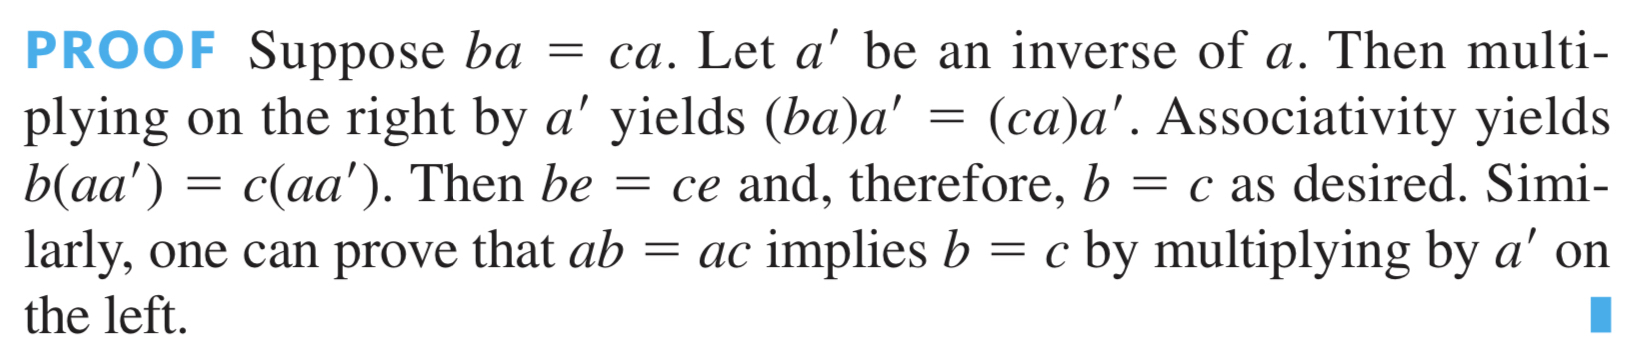 PROOF Suppose ba = ca. Let a′ be an inverse of a. Then multi-
plying on the right by a′ yields (ba)a′ = (ca)a′. Associativity yields
b(aa′) = c(aa′). Then be = ce and, therefore, b = c as desired. Simi-
larly, one can prove that ab = ac implies b = c by multiplying by a′ on
the left.